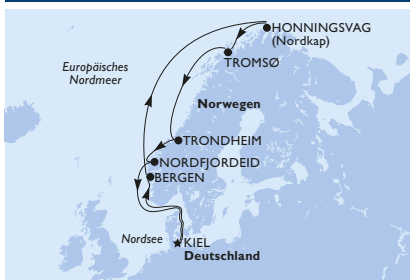 HONNINGSVAG
(Nordkap)
TROMSØ
Europäisches
Nordmeer
Norwegen
TRONDHEIM
NORDFJORDEID
BERGEN
Nordsee
KIEL
Deutschland